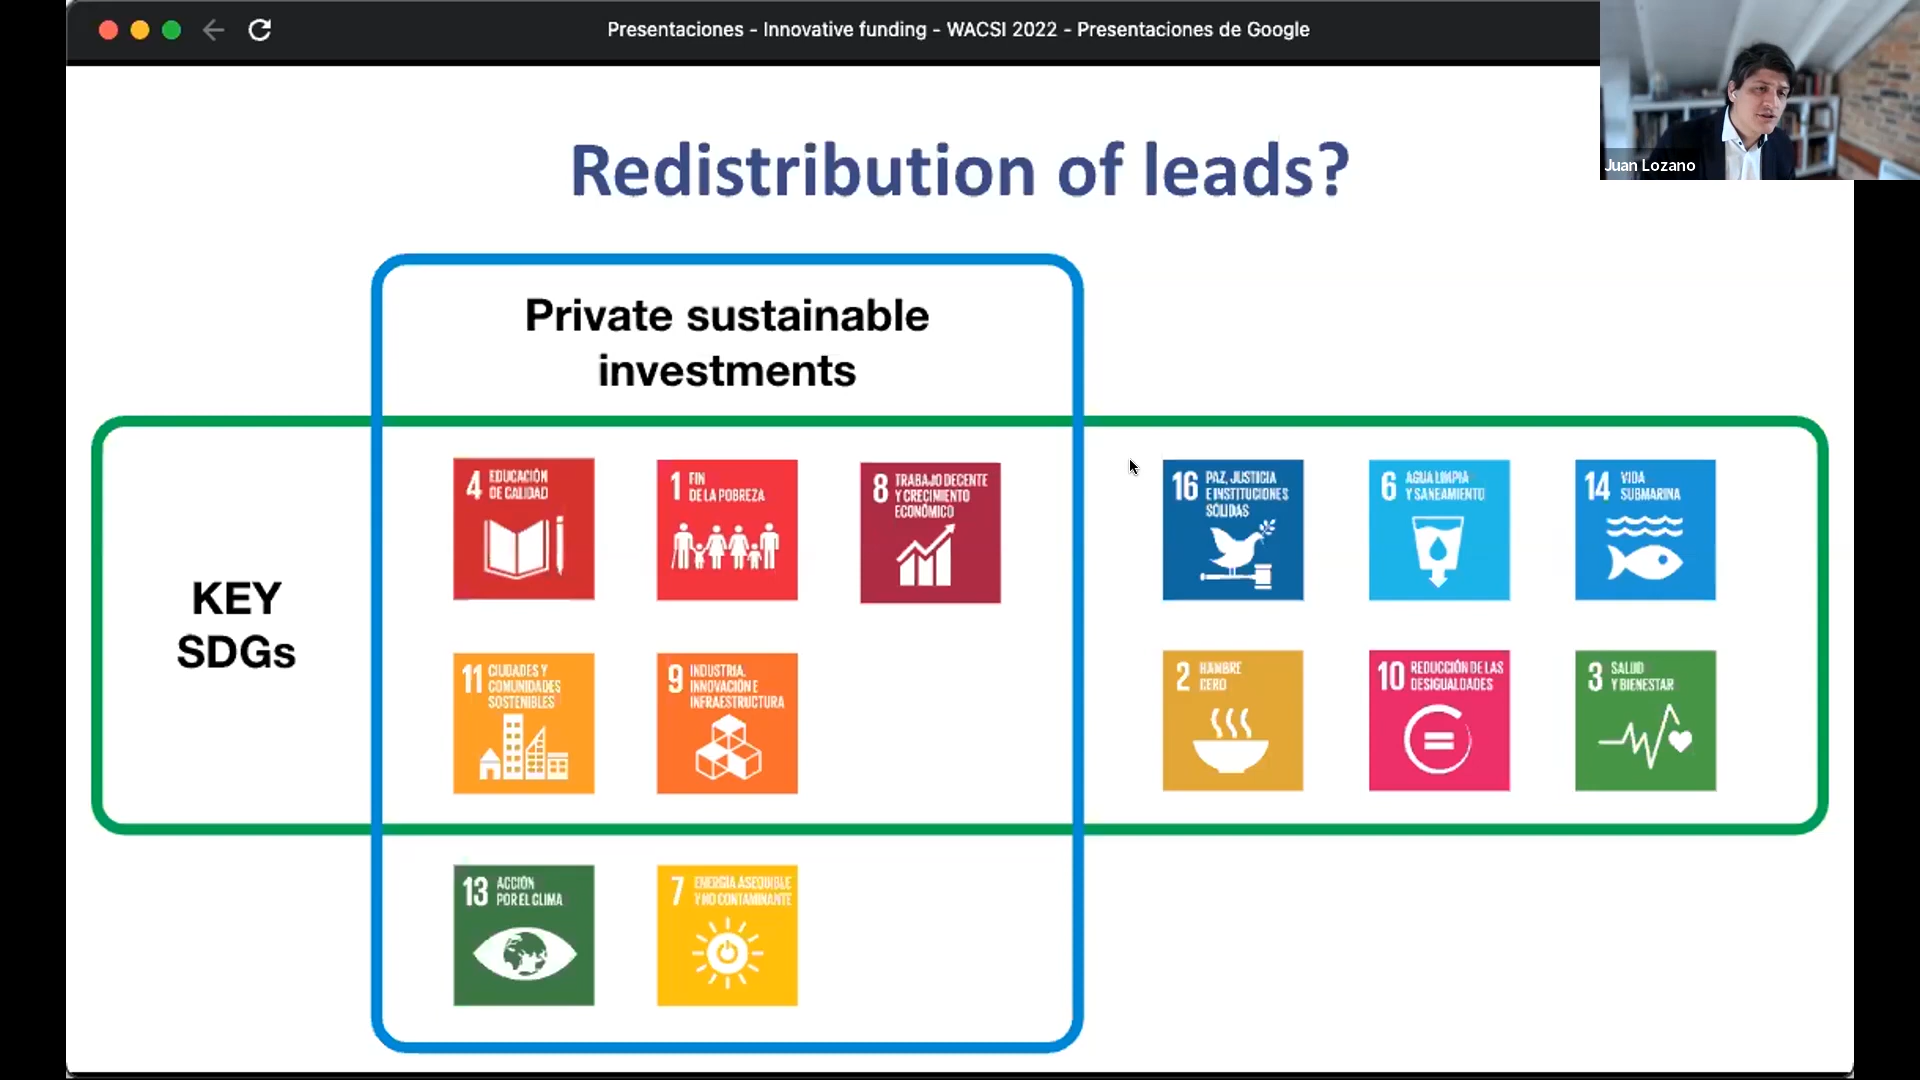 Presentaciones - Innovative funding - WACSI 2022 - Presentaciones de Google
Juan Lozano
Redistribution of leads?
Private sustainable
investments
KEY
SDGs
4 EDUCACIÓN
DE CALIDAD
1 FIN
DE LA POBREZA
8 TRABAJO DECENTE
Y CRECIMIENTO
ECONÓMICO
16 PAZ, JUSTICIA
E INSTITUCIONES
SÓLIDAS
6 AGUA LIMPIA
Y SANEAMIENTO
14 VIDA
SUBMARINA
11 CIUDADES Y
COMUNIDADES
SOSTENIBLES
9 INDUSTRIA,
INNOVACIÓN E
INFRAESTRUCTURA
2 HAMBRE
CERO
10 REDUCCIÓN DE LAS
DESIGUALDADES
3 SALUD
Y BIENESTAR
13 ACCIÓN
POR EL CLIMA
7 ENERGÍA ASEQUIBLE
Y NO CONTAMINANTE